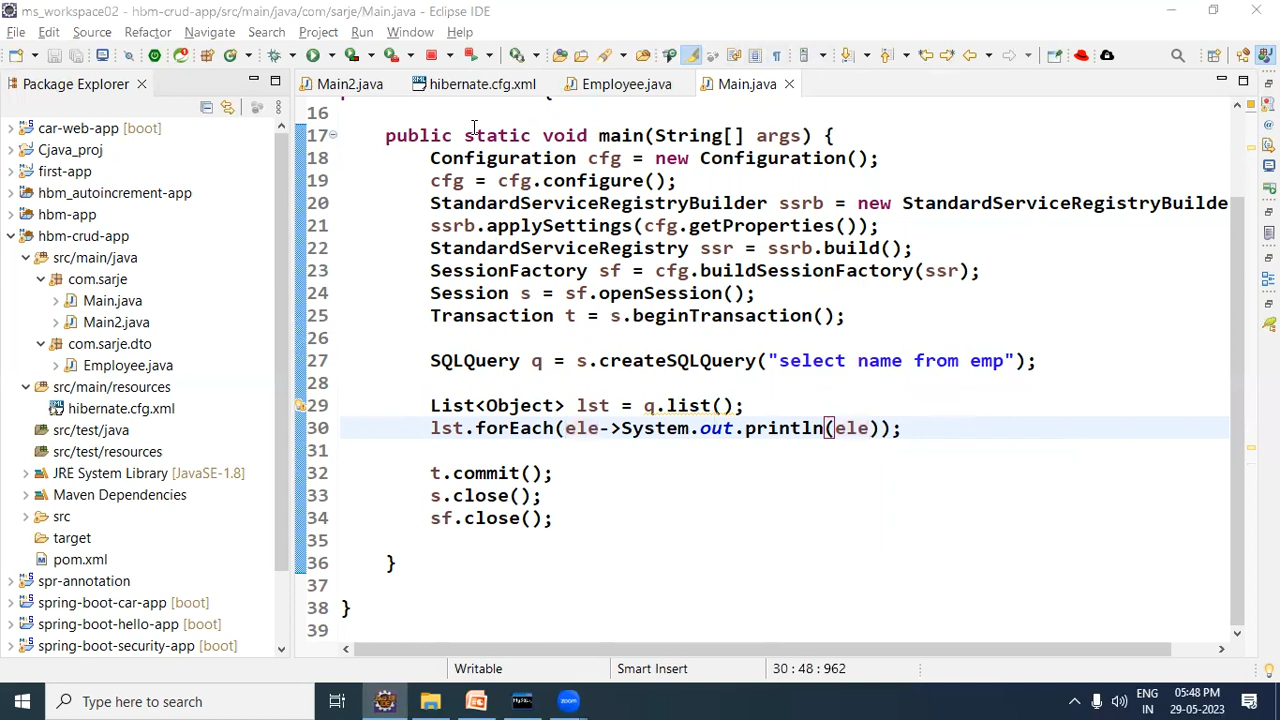 ms_workspace02 - hbm-crud-app/src/main/java/com/sarje/Main.java - Eclipse IDE
File Edit Source Refactor Navigate Search Project Run Window Help
Package Explorer
Main2.java hibernate.cfg.xml Employee.java Main.java
car-web-app [boot]
Cjava_proj
first-app
hbm_autoincrement-app
hbm-app
hbm-crud-app
src/main/java
com.sarje
Main.java
Main2.java
com.sarje.dto
Employee.java
src/main/resources
hibernate.cfg.xml
src/test/java
src/test/resources
JRE System Library [JavaSE-1.8]
Maven Dependencies
src
target
pom.xml
spr-annotation
spring-boot-car-app [boot]
spring-boot-hello-app [boot]
spring-boot-security-app [boot]
16
17 public static void main(String[] args) {
18 Configuration cfg = new Configuration();
19 cfg = cfg.configure();
20 StandardServiceRegistryBuilder ssrb = new StandardServiceRegistryBuilde
21 ssrb.applySettings(cfg.getProperties());
22 StandardServiceRegistry ssr = ssrb.build();
23 SessionFactory sf = cfg.buildSessionFactory(ssr);
24 Session s = sf.openSession();
25 Transaction t = s.beginTransaction();
26
27 SQLQuery q = s.createSQLQuery("select name from emp");
28
29 List<Object> lst = q.list();
30 lst.forEach(ele->System.out.println(ele));
31
32 t.commit();
33 s.close();
34 sf.close();
35
36 }
37
38 }
39
Writable Smart Insert 30 : 48 : 962
Type here to search
ENG
IN
05:48 PM
29-05-2023